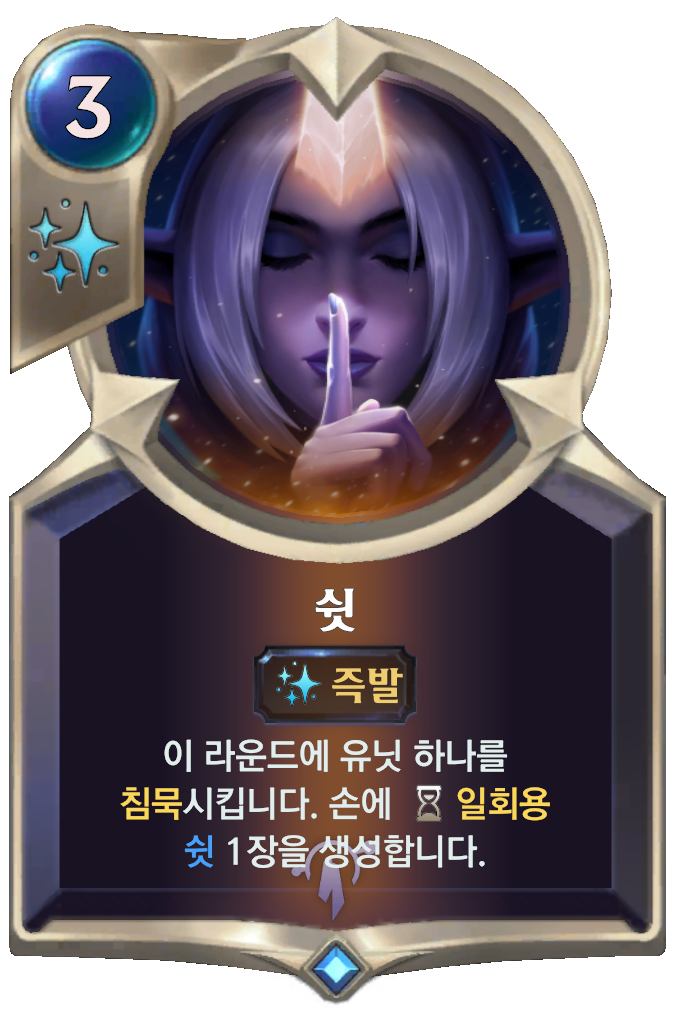 3
쉿
즉발
이 라운드에 유닛 하나를
침묵시킵니다. 손에 일회용
쉿 1장을 생성합니다.